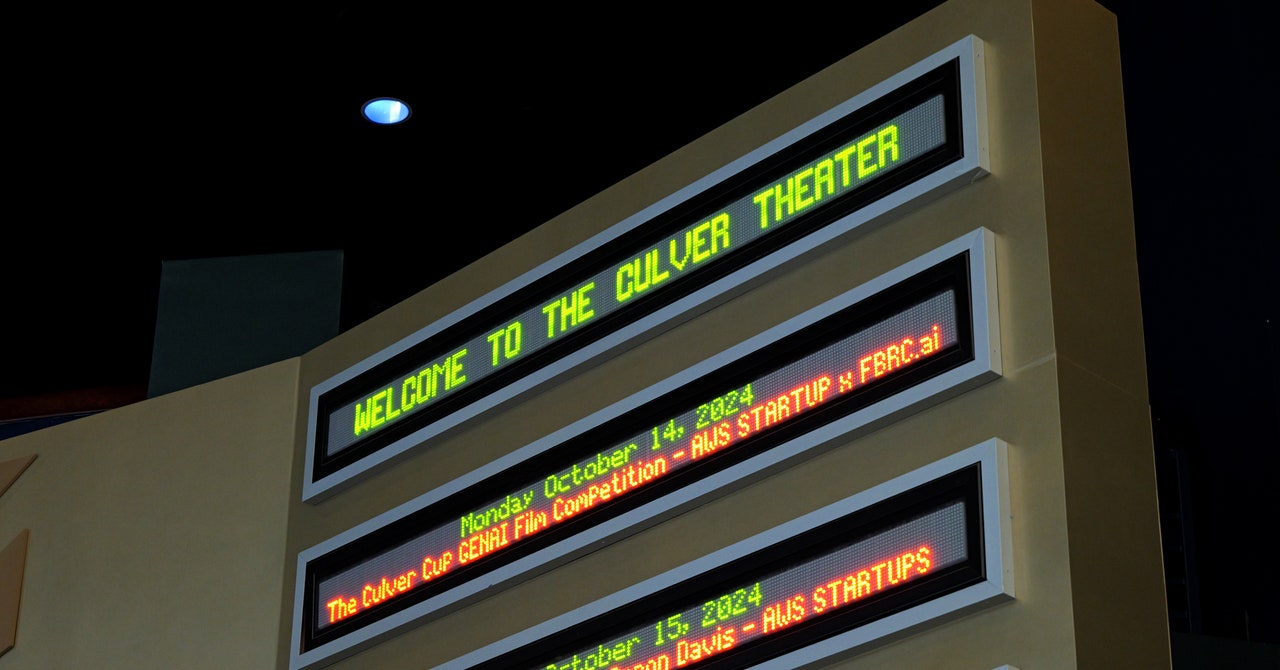 WELCOME TO THE CULVER THEATER
Monday October 14, 2024
The Culver Cup GENAI Film Competition - AWS STARTUP x FBRC.ai
15, 2024
Davis - AWS STARTUPS